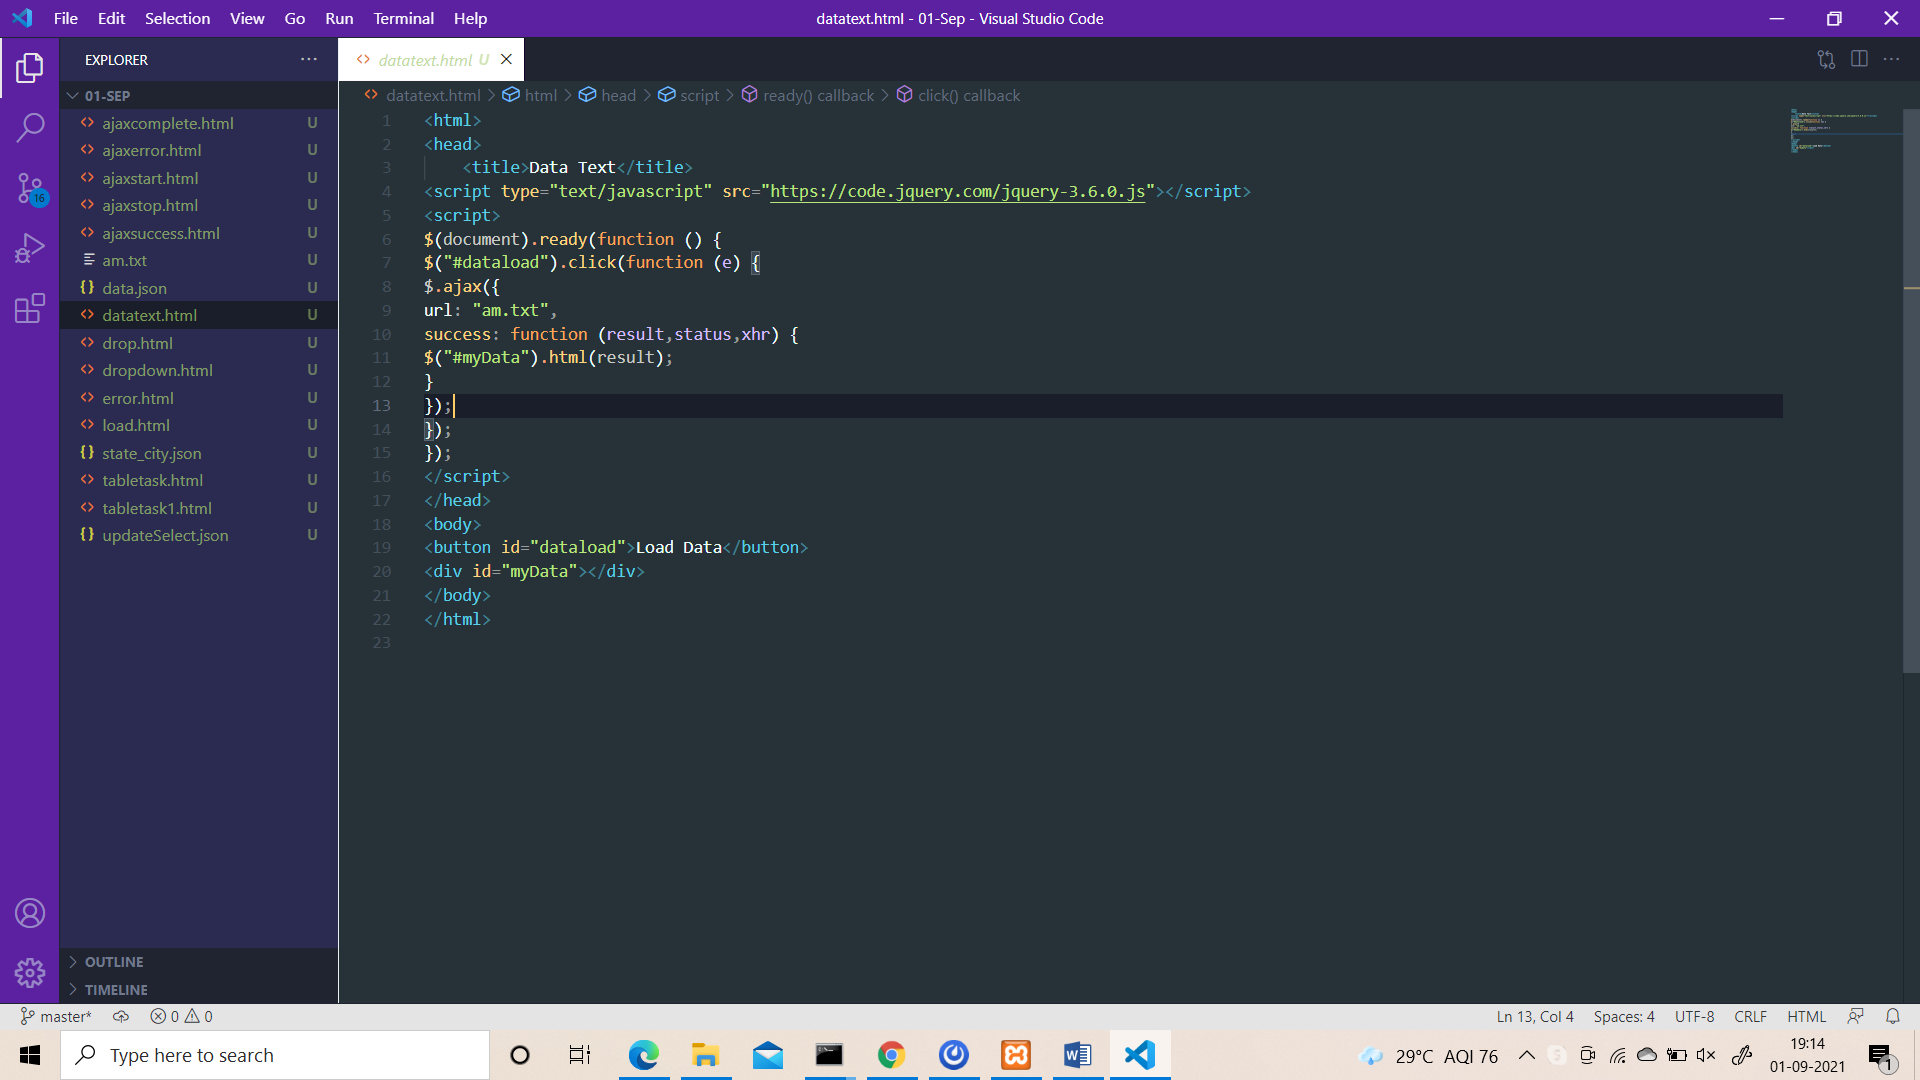 File Edit Selection View Go Run Terminal Help
datatext.html - 01-Sep - Visual Studio Code
EXPLORER
datatext.html U
01-SEP
datatext.html > html > head > script > ready() callback > click() callback
ajaxcomplete.html U
ajaxerror.html U
ajaxstart.html U
ajaxstop.html U
ajaxsuccess.html U
am.txt U
data.json U
datatext.html U
drop.html U
dropdown.html U
error.html U
load.html U
state_city.json U
tabletask.html U
tabletask1.html U
updateSelect.json U
16
OUTLINE
TIMELINE
1 <html>
2 <head>
3     <title>Data Text</title>
4 <script type="text/javascript" src="https://code.jquery.com/jquery-3.6.0.js"></script>
5 <script>
6 $(document).ready(function () {
7 $("#dataload").click(function (e) {
8 $.ajax({
9 url: "am.txt",
10 success: function (result,status,xhr) {
11 $("#myData").html(result);
12 }
13 });
14 });
15 });
16 </script>
17 </head>
18 <body>
19 <button id="dataload">Load Data</button>
20 <div id="myData"></div>
21 </body>
22 </html>
23
master* 0 0
Ln 13, Col 4 Spaces: 4 UTF-8 CRLF HTML
Type here to search
29°C AQI 76
19:14
01-09-2021
1